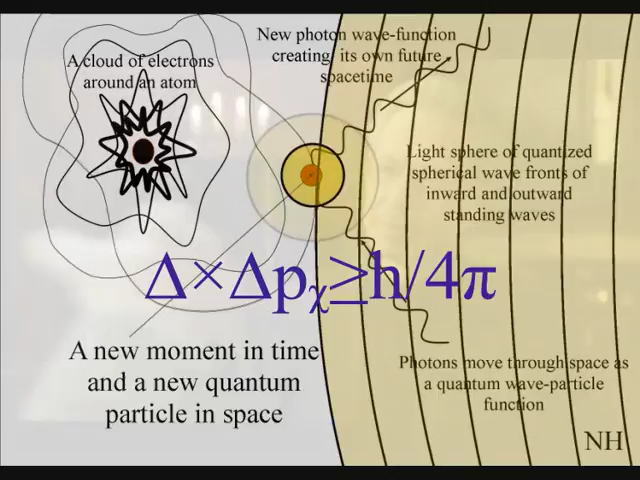 A cloud of electrons
around an atom
New photon wave-function
creating, its own future
spacetime
Light sphere of quantized
spherical wave fronts of
inward and outward
standing waves
Δ×Δpχ≥h/4π
A new moment in time
and a new quantum
particle in space
Photons move through space as
a quantum wave-particle
function
NH